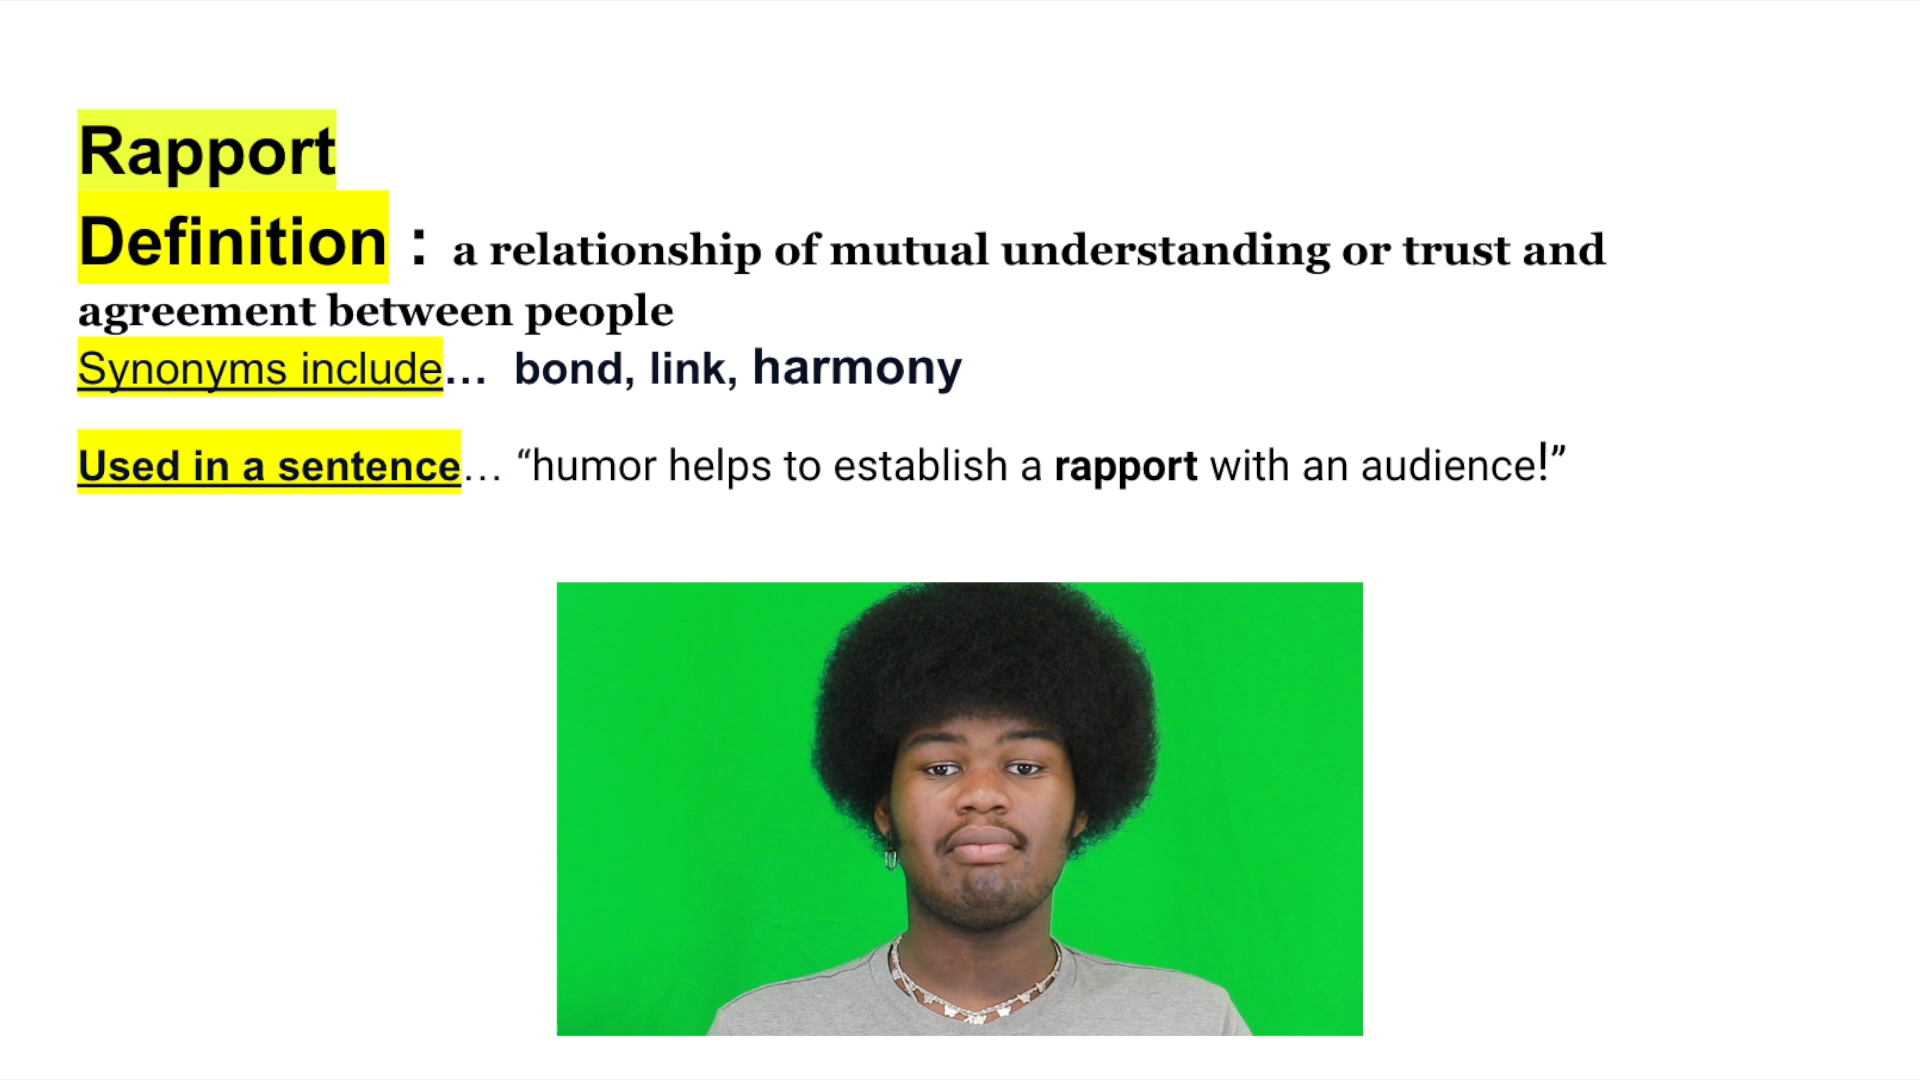 Rapport
Definition : a relationship of mutual understanding or trust and
agreement between people
Synonyms include… bond, link, harmony
Used in a sentence… “humor helps to establish a rapport with an audience!”